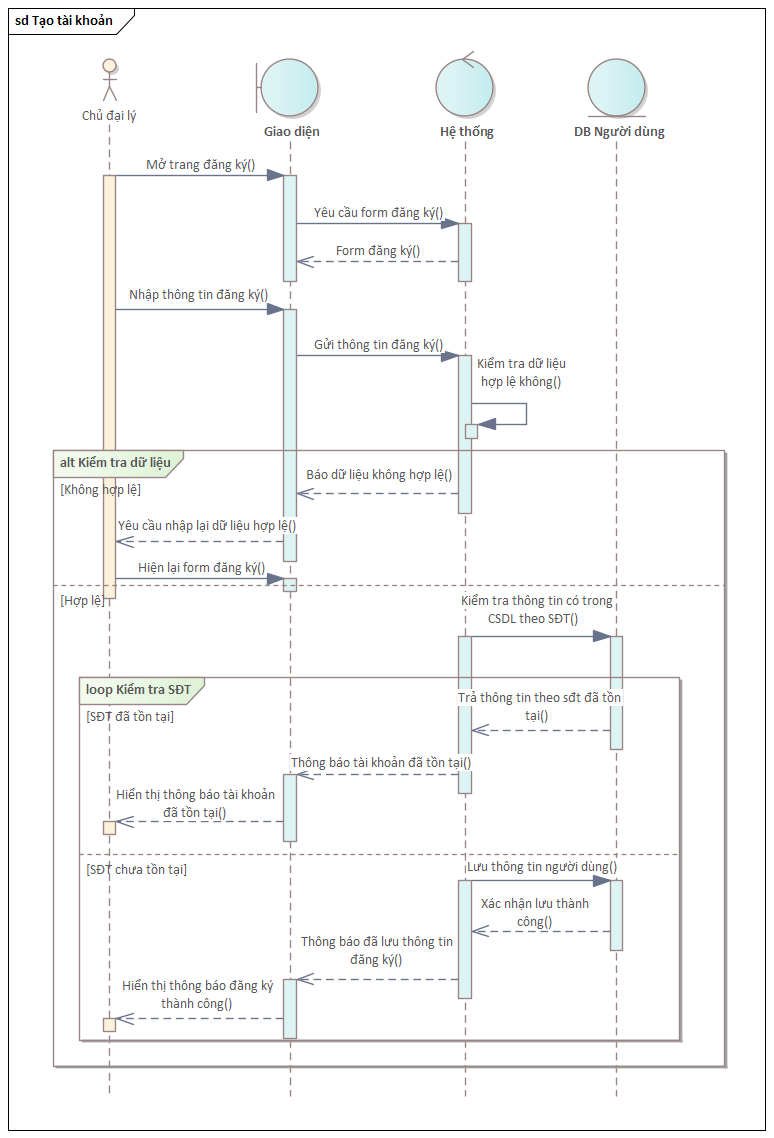 sd Tạo tài khoản
Chủ đại lý
Giao diện
Hệ thống
DB Người dùng
Mở trang đăng ký()
Yêu cầu form đăng ký()
Form đăng ký()
Nhập thông tin đăng ký()
Gửi thông tin đăng ký()
Kiểm tra dữ liệu
hợp lệ không()
alt Kiểm tra dữ liệu
Báo dữ liệu không hợp lệ()
[Không hợp lệ]
Yêu cầu nhập lại dữ liệu hợp lệ()
Hiện lại form đăng ký()
[Hợp lệ]
Kiểm tra thông tin có trong
CSDL theo SĐT()
loop Kiểm tra SĐT
Trả thông tin theo sđt đã tồn
tại()
[SĐT đã tồn tại]
Thông báo tài khoản đã tồn tại()
Hiển thị thông báo tài khoản
đã tồn tại()
[SĐT chưa tồn tại]
Lưu thông tin người dùng()
Xác nhận lưu thành
công()
Thông báo đã lưu thông tin
đăng ký()
Hiển thị thông báo đăng ký
thành công()